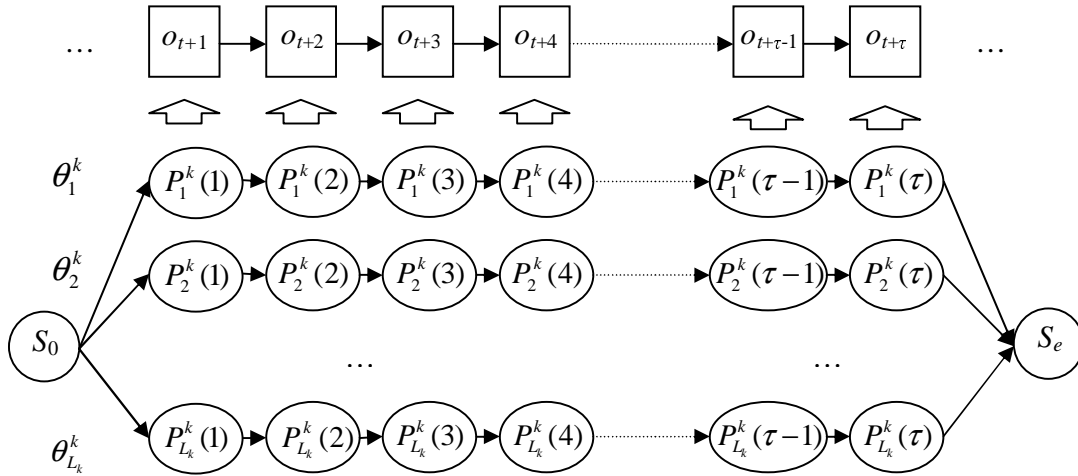 … o_{t+1} o_{t+2} o_{t+3} o_{t+4} o_{t+τ-1} o_{t+τ} …
θ_1^k P_1^k(1) P_1^k(2) P_1^k(3) P_1^k(4) P_1^k(τ−1) P_1^k(τ)
θ_2^k P_2^k(1) P_2^k(2) P_2^k(3) P_2^k(4) P_2^k(τ−1) P_2^k(τ)
S_0 S_e
… …
θ_{L_k}^k P_{L_k}^k(1) P_{L_k}^k(2) P_{L_k}^k(3) P_{L_k}^k(4) P_{L_k}^k(τ−1) P_{L_k}^k(τ)